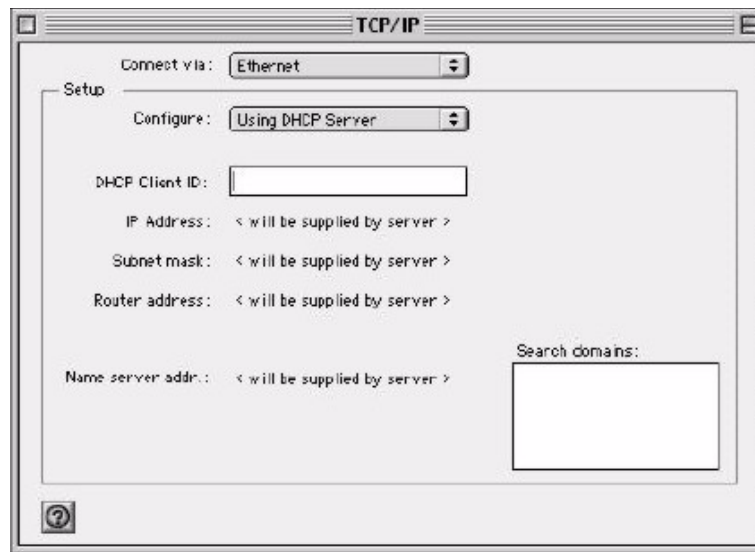 TCP/IP
Connect via: Ethernet
Setup
Configure: Using DHCP Server
DHCP Client ID:
IP Address: < will be supplied by server >
Subnet mask: < will be supplied by server >
Router address: < will be supplied by server >
Search domains:
Name server addr.: < will be supplied by server >
?